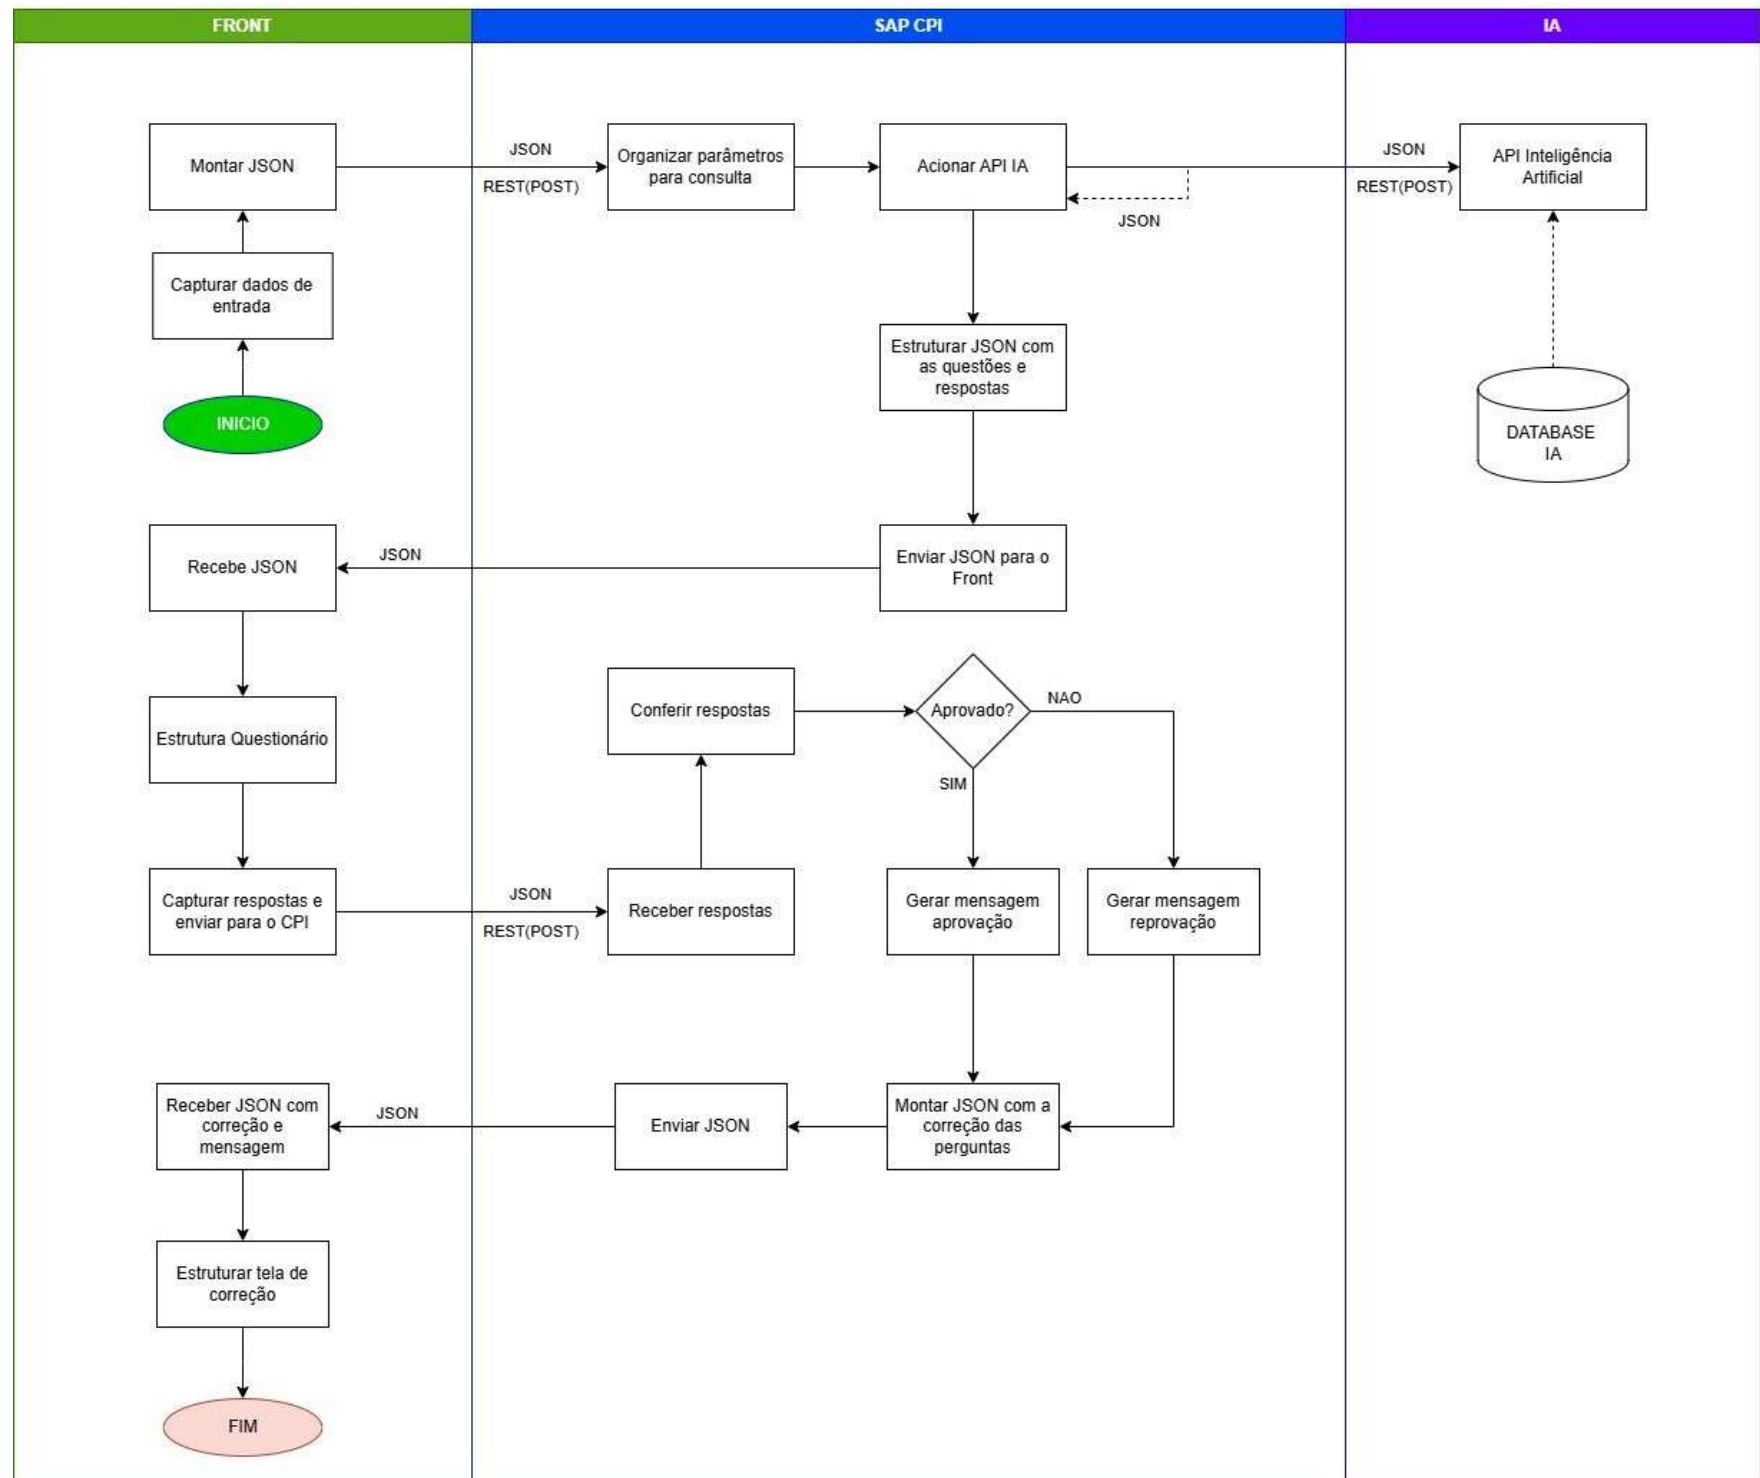 FRONT
SAP CPI
IA
Montar JSON
JSON
REST(POST)
Organizar parâmetros
para consulta
Acionar API IA
JSON
JSON
REST(POST)
API Inteligência
Artificial
Capturar dados de
entrada
INICIO
Estruturar JSON com
as questões e
respostas
DATABASE
IA
Recebe JSON
JSON
Enviar JSON para o
Front
Estrutura Questionário
Conferir respostas
Aprovado?
NAO
SIM
Capturar respostas e
enviar para o CPI
JSON
REST(POST)
Receber respostas
Gerar mensagem
aprovação
Gerar mensagem
reprovação
Receber JSON com
correção e
mensagem
JSON
Enviar JSON
Montar JSON com a
correção das
perguntas
Estruturar tela de
correção
FIM